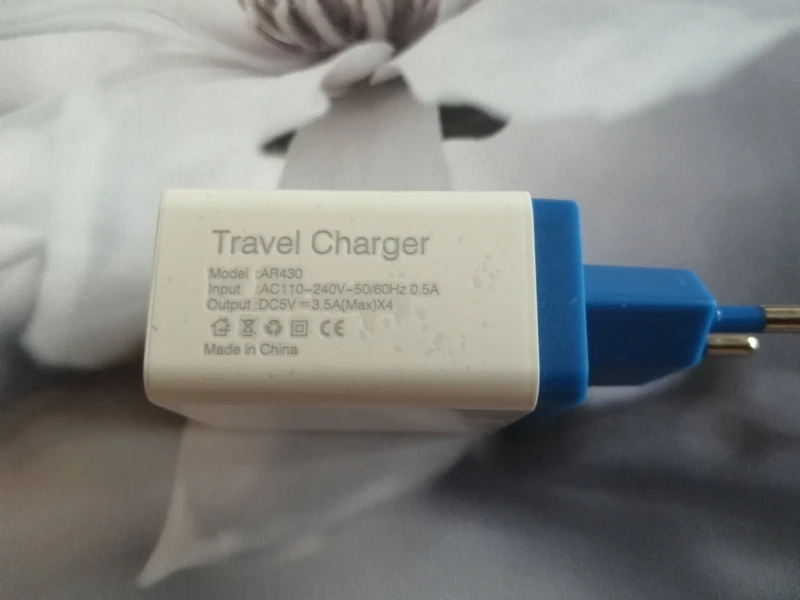 Travel Charger
Model :AR430
Input :AC110-240V~50/60Hz 0.5A
Output :DC5V⎓3.5A(Max)X4
CE
Made in China